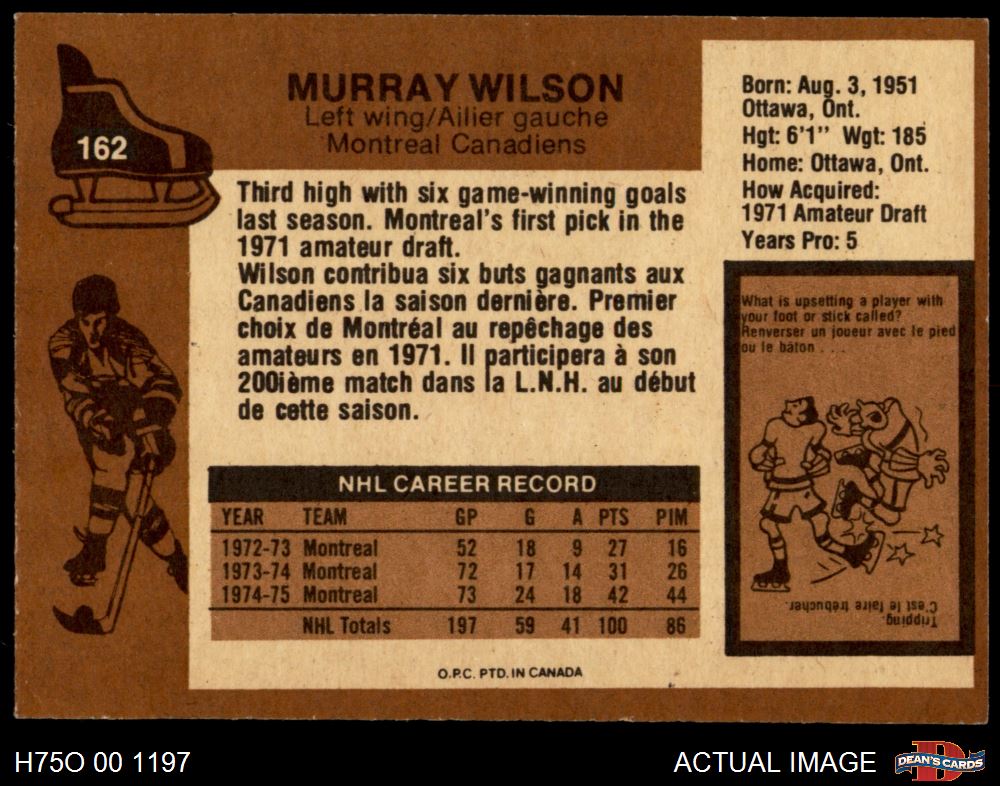 162
MURRAY WILSON
Left wing/Ailier gauche
Montreal Canadiens
Third high with six game-winning goals
last season. Montreal's first pick in the
1971 amateur draft.
Wilson contribua six buts gagnants aux
Canadiens la saison dernière. Premier
choix de Montréal au repêchage des
amateurs en 1971. Il participera à son
200ième match dans la L.N.H. au début
de cette saison.
Born: Aug. 3, 1951
Ottawa, Ont.
Hgt: 6'1" Wgt: 185
Home: Ottawa, Ont.
How Acquired:
1971 Amateur Draft
Years Pro: 5
What is upsetting a player with
your foot or stick called?
Renverser un joueur avec le pied
ou le bâton . . .
Tripping.
C'est le faire trébucher.
NHL CAREER RECORD
YEAR TEAM GP G A PTS PIM
1972-73 Montreal 52 18 9 27 16
1973-74 Montreal 72 17 14 31 26
1974-75 Montreal 73 24 18 42 44
NHL Totals 197 59 41 100 86
O.P.C. PTD. IN CANADA
H75O 00 1197
ACTUAL IMAGE
D
DEAN'S CARDS